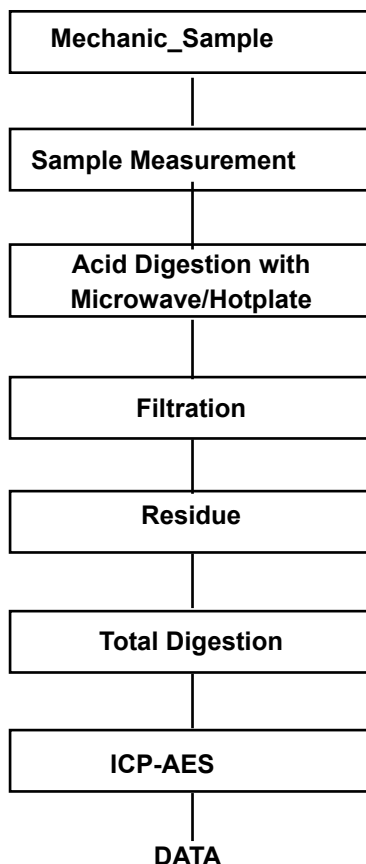 Mechanic_Sample
Sample Measurement
Acid Digestion with
Microwave/Hotplate
Filtration
Residue
Total Digestion
ICP-AES
DATA